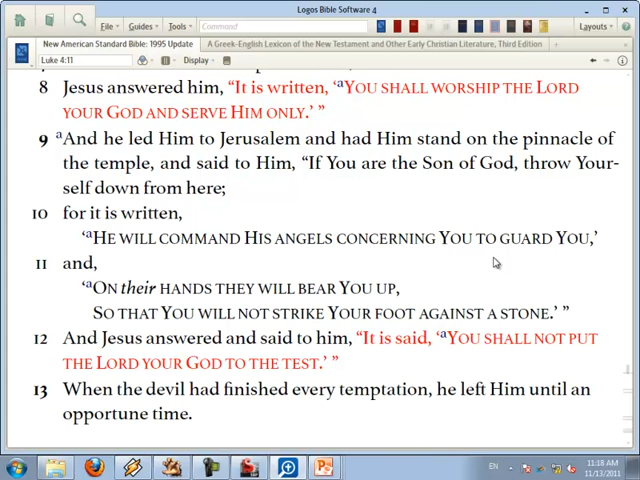 Logos Bible Software 4
File Guides Tools Command Layouts
New American Standard Bible: 1995 Update A Greek-English Lexicon of the New Testament and Other Early Christian Literature, Third Edition
Luke 4:11 Display
8 Jesus answered him, “It is written, ‘aYOU SHALL WORSHIP THE LORD
YOUR GOD AND SERVE HIM ONLY.’ ”
9 aAnd he led Him to Jerusalem and had Him stand on the pinnacle of
the temple, and said to Him, “If You are the Son of God, throw Your-
self down from here;
10 for it is written,
‘aHE WILL COMMAND HIS ANGELS CONCERNING YOU TO GUARD YOU,’
11 and,
‘aON their HANDS THEY WILL BEAR YOU UP,
SO THAT YOU WILL NOT STRIKE YOUR FOOT AGAINST A STONE.’ ”
12 And Jesus answered and said to him, “It is said, ‘aYOU SHALL NOT PUT
THE LORD YOUR GOD TO THE TEST.’ ”
13 When the devil had finished every temptation, he left Him until an
opportune time.
EN 11:18 AM
11/13/2011